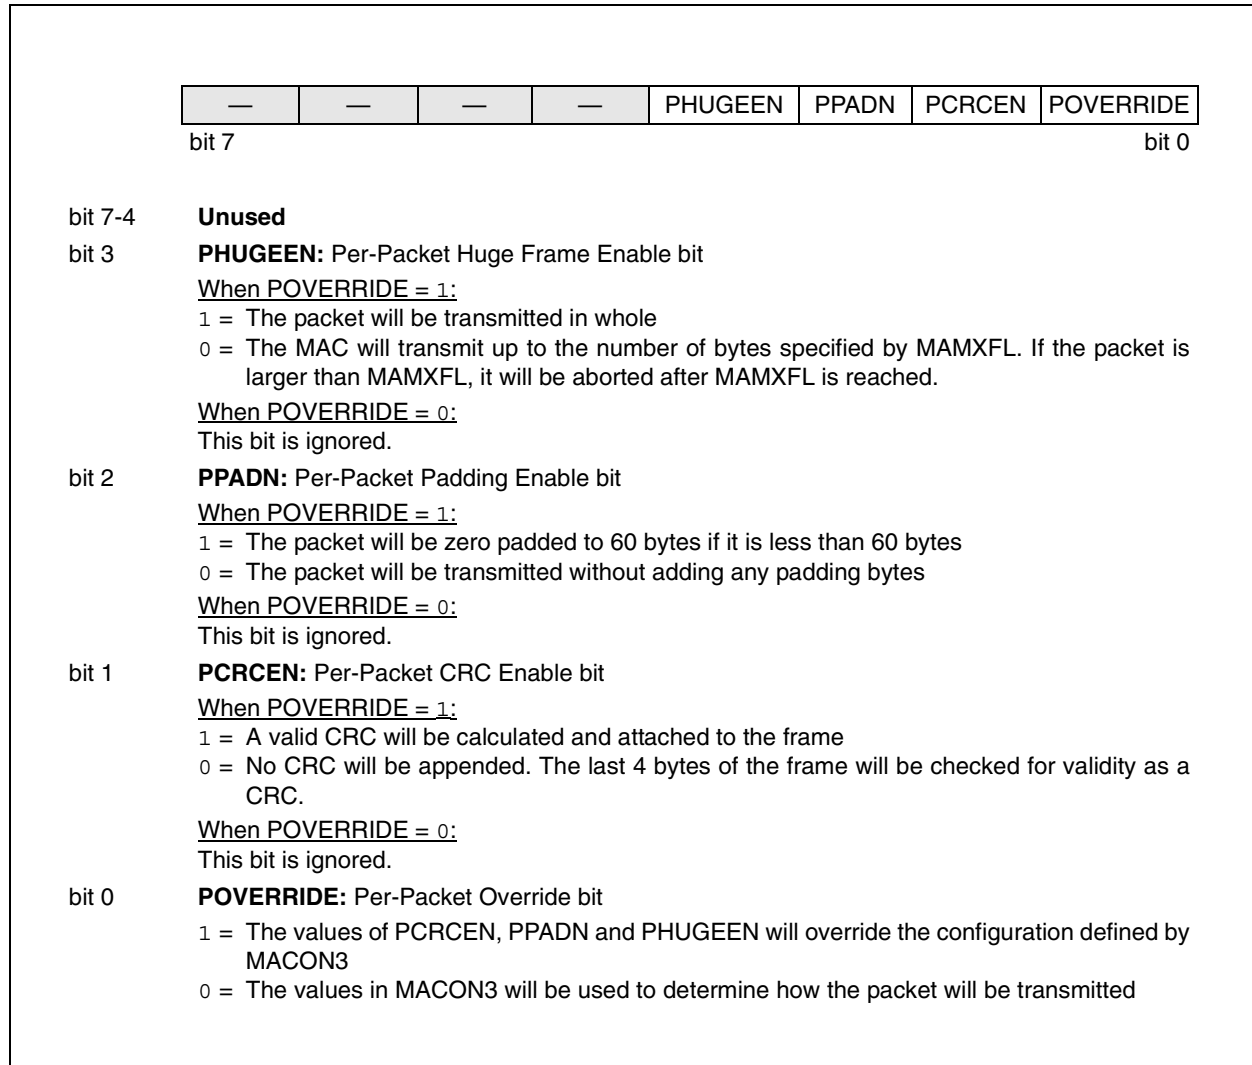 — — — — PHUGEEN PPADN PCRCEN POVERRIDE
bit 7 bit 0
bit 7-4 Unused
bit 3 PHUGEEN: Per-Packet Huge Frame Enable bit
When POVERRIDE = 1:
1 = The packet will be transmitted in whole
0 = The MAC will transmit up to the number of bytes specified by MAMXFL. If the packet is
larger than MAMXFL, it will be aborted after MAMXFL is reached.
When POVERRIDE = 0:
This bit is ignored.
bit 2 PPADN: Per-Packet Padding Enable bit
When POVERRIDE = 1:
1 = The packet will be zero padded to 60 bytes if it is less than 60 bytes
0 = The packet will be transmitted without adding any padding bytes
When POVERRIDE = 0:
This bit is ignored.
bit 1 PCRCEN: Per-Packet CRC Enable bit
When POVERRIDE = 1:
1 = A valid CRC will be calculated and attached to the frame
0 = No CRC will be appended. The last 4 bytes of the frame will be checked for validity as a
CRC.
When POVERRIDE = 0:
This bit is ignored.
bit 0 POVERRIDE: Per-Packet Override bit
1 = The values of PCRCEN, PPADN and PHUGEEN will override the configuration defined by
MACON3
0 = The values in MACON3 will be used to determine how the packet will be transmitted